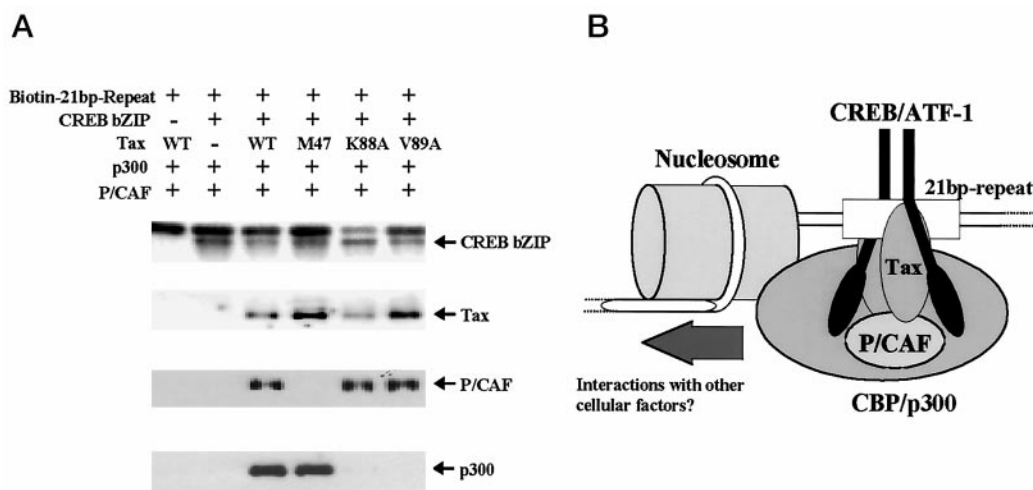 A
B
Biotin-21bp-Repeat + + + + + +
CREB bZIP - + + + + +
Tax WT - WT M47 K88A V89A
p300 + + + + + +
P/CAF + + + + + +
CREB bZIP
Tax
P/CAF
p300
CREB/ATF-1
Nucleosome
21bp-repeat
Tax
P/CAF
Interactions with other
cellular factors?
CBP/p300